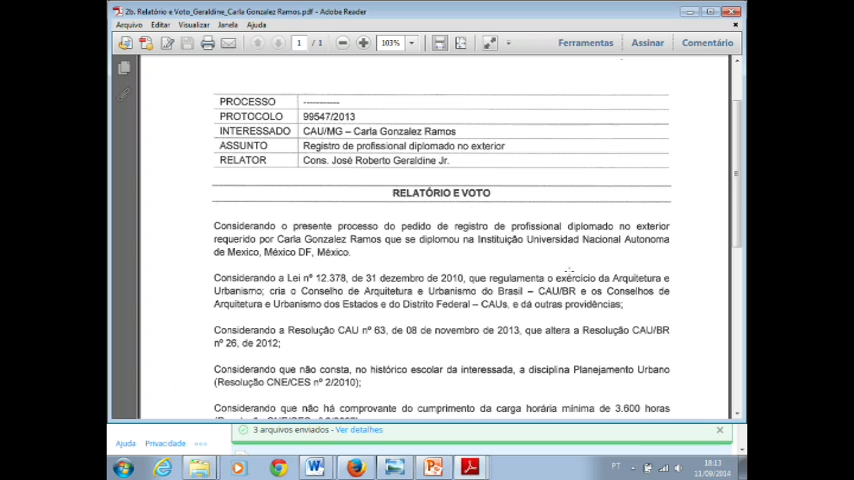 2b. Relatório e Voto_Geraldine_Carla Gonzalez Ramos.pdf - Adobe Reader
Arquivo Editar Visualizar Janela Ajuda
1 / 1 103% Ferramentas Assinar Comentário
PROCESSO -----------
PROTOCOLO 99547/2013
INTERESSADO CAU/MG – Carla Gonzalez Ramos
ASSUNTO Registro de profissional diplomado no exterior
RELATOR Cons. José Roberto Geraldine Jr.
RELATÓRIO E VOTO
Considerando o presente processo do pedido de registro de profissional diplomado no exterior
requerido por Carla Gonzalez Ramos que se diplomou na Instituição Universidad Nacional Autonoma
de Mexico, México DF, México.
Considerando a Lei nº 12.378, de 31 dezembro de 2010, que regulamenta o exercício da Arquitetura e
Urbanismo; cria o Conselho de Arquitetura e Urbanismo do Brasil – CAU/BR e os Conselhos de
Arquitetura e Urbanismo dos Estados e do Distrito Federal – CAUs, e dá outras providências;
Considerando a Resolução CAU nº 63, de 08 de novembro de 2013, que altera a Resolução CAU/BR
nº 26, de 2012;
Considerando que não consta, no histórico escolar da interessada, a disciplina Planejamento Urbano
(Resolução CNE/CES nº 2/2010);
Considerando que não há comprovante do cumprimento da carga horária mínima de 3.600 horas
3 arquivos enviados - Ver detalhes
Ajuda Privacidade
PT 18:13
11/09/2014